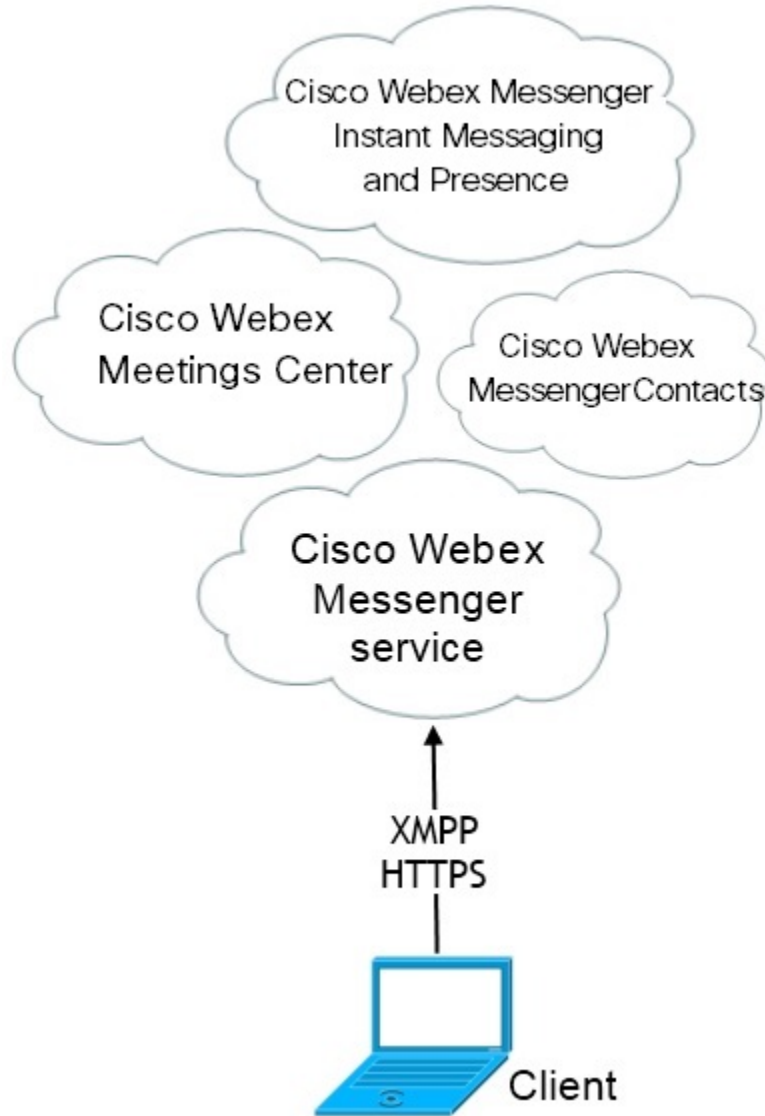 Cisco Webex Messenger
Instant Messaging
and Presence
Cisco Webex
Meetings Center
Cisco Webex
MessengerContacts
Cisco Webex
Messenger
service
XMPP
HTTPS
Client